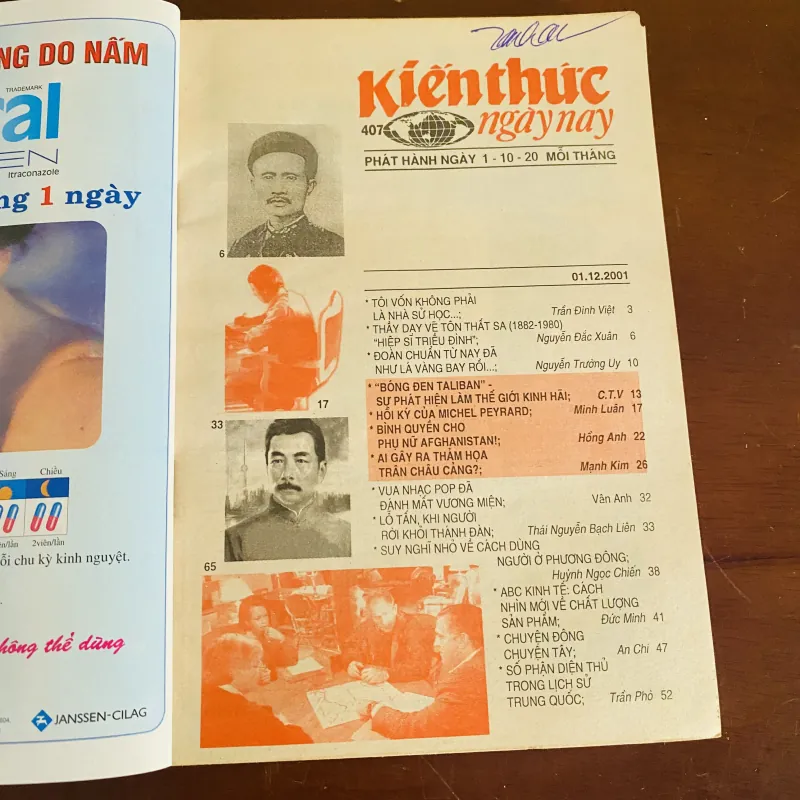 NG DO NẤM
TRADEMARK
ral
EN
Itraconazole
ng 1 ngày
Sáng Chiều
2viên/lần
ỗi chu kỳ kinh nguyệt.
hông thể dừng
JANSSEN-CILAG
Kiến thức
ngày nay
407
PHÁT HÀNH NGÀY 1 - 10 - 20 MỖI THÁNG
6
17
33
65
01.12.2001
* TÔI VỐN KHÔNG PHẢI
LÀ NHÀ SỬ HỌC...; Trần Đình Việt 3
* THẦY DẠY VẼ TÔN THẤT SA (1882-1980)
"HIỆP SĨ TRIỀU ĐÌNH"; Nguyễn Đắc Xuân 6
* ĐOÀN CHUẨN TỪ NAY ĐÃ
NHƯ LÁ VÀNG BAY RỒI...; Nguyễn Trường Uy 10
* "BÓNG ĐEN TALIBAN" -
SỰ PHÁT HIỆN LÀM THẾ GIỚI KINH HÃI; C.T.V 13
* HỒI KÝ CỦA MICHEL PEYRARD; Minh Luân 17
* BÌNH QUYỀN CHO
PHỤ NỮ AFGHANISTAN!; Hồng Anh 22
* AI GÂY RA THẢM HỌA
TRÂN CHÂU CẢNG?; Mạnh Kim 26
* VUA NHẠC POP ĐÃ
ĐÁNH MẤT VƯƠNG MIỆN; Vân Anh 32
* LỖ TẤN, KHI NGƯỜI
RỜI KHỎI THÁNH ĐÀN; Thái Nguyễn Bạch Liên 33
* SUY NGHĨ NHỎ VỀ CÁCH DÙNG
NGƯỜI Ở PHƯƠNG ĐÔNG;
Huỳnh Ngọc Chiến 38
* ABC KINH TẾ: CÁCH
NHÌN MỚI VỀ CHẤT LƯỢNG
SẢN PHẨM; Đức Minh 41
* CHUYỆN ĐÔNG
CHUYỆN TÂY; An Chi 47
* SỐ PHẬN DIỆN THỦ
TRONG LỊCH SỬ
TRUNG QUỐC; Trần Phò 52